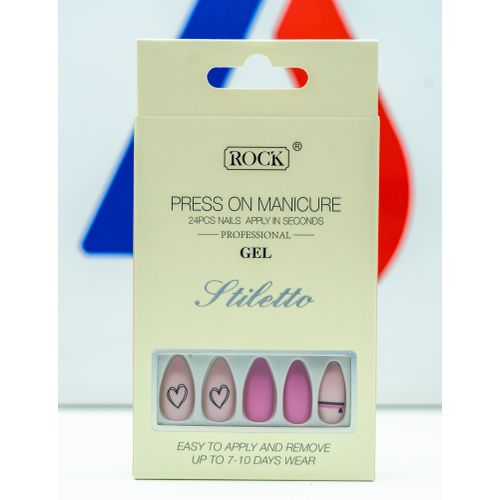 ROCK®
PRESS ON MANICURE
24PCS NAILS APPLY IN SECONDS
PROFESSIONAL
GEL
Stiletto
EASY TO APPLY AND REMOVE
UP TO 7-10 DAYS WEAR